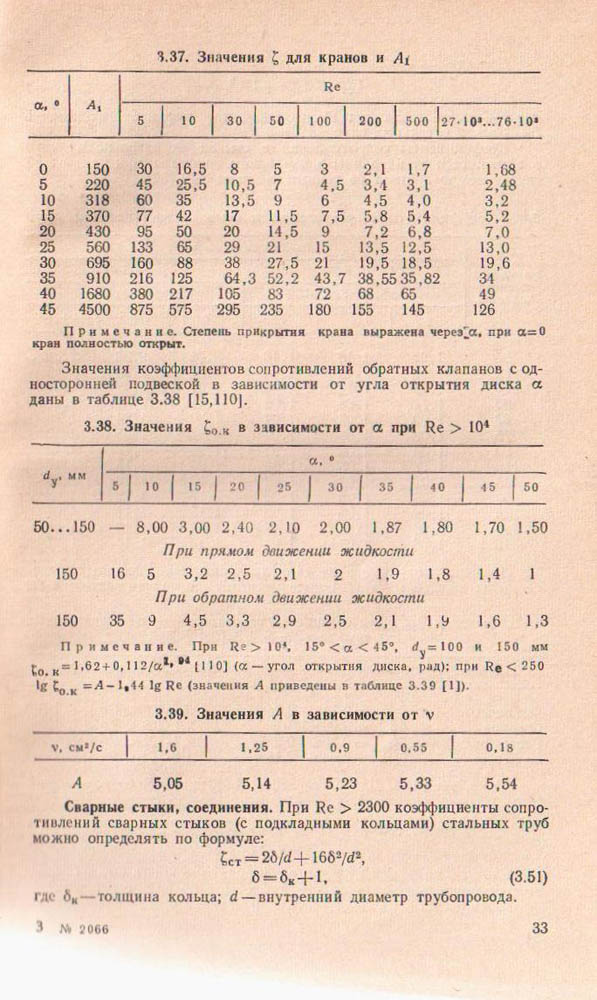 3.37. Значения ζ для кранов и A₁
α, ° A₁ Re
5 10 30 50 100 200 500 27·10³...76·10³
0 150 30 16,5 8 5 3 2,1 1,7 1,68
5 220 45 25,5 10,5 7 4,5 3,4 3,1 2,48
10 318 60 35 13,5 9 6 4,5 4,0 3,2
15 370 77 42 17 11,5 7,5 5,8 5,4 5,2
20 430 95 50 20 14,5 9 7,2 6,8 7,0
25 560 133 65 29 21 15 13,5 12,5 13,0
30 695 160 88 38 27,5 21 19,5 18,5 19,6
35 910 216 125 64,3 52,2 43,7 38,55 35,82 34
40 1680 380 217 105 83 72 68 65 49
45 4500 875 575 295 235 180 155 145 126
Примечание. Степень прикрытия крана выражена через α, при α=0
кран полностью открыт.
Значения коэффициентов сопротивлений обратных клапанов с од-
носторонней подвеской в зависимости от угла открытия диска α
даны в таблице 3.38 [15,110].
3.38. Значения ζо.к в зависимости от α при Re > 10⁴
dу, мм α, °
5 10 15 20 25 30 35 40 45 50
50...150 — 8,00 3,00 2,40 2,10 2,00 1,87 1,80 1,70 1,50
При прямом движении жидкости
150 16 5 3,2 2,5 2,1 2 1,9 1,8 1,4 1
При обратном движении жидкости
150 35 9 4,5 3,3 2,9 2,5 2,1 1,9 1,6 1,3
Примечание. При Re > 10⁴, 15° < α < 45°, dу=100 и 150 мм
ζо.к=1,62+0,112/α²,⁹⁴ [110] (α — угол открытия диска, рад); при Re < 250
lg ζо.к=A—1,44 lg Re (значения A приведены в таблице 3.39 [1]).
3.39. Значения A в зависимости от ν
ν, см²/с 1,6 1,25 0,9 0,55 0,18
A 5,05 5,14 5,23 5,33 5,54
Сварные стыки, соединения. При Re > 2300 коэффициенты сопро-
тивлений сварных стыков (с подкладными кольцами) стальных труб
можно определять по формуле:
ζст=2δ/d+16δ²/d²,
δ=δк+1, (3.51)
где δк—толщина кольца; d—внутренний диаметр трубопровода.
3 № 2066 33